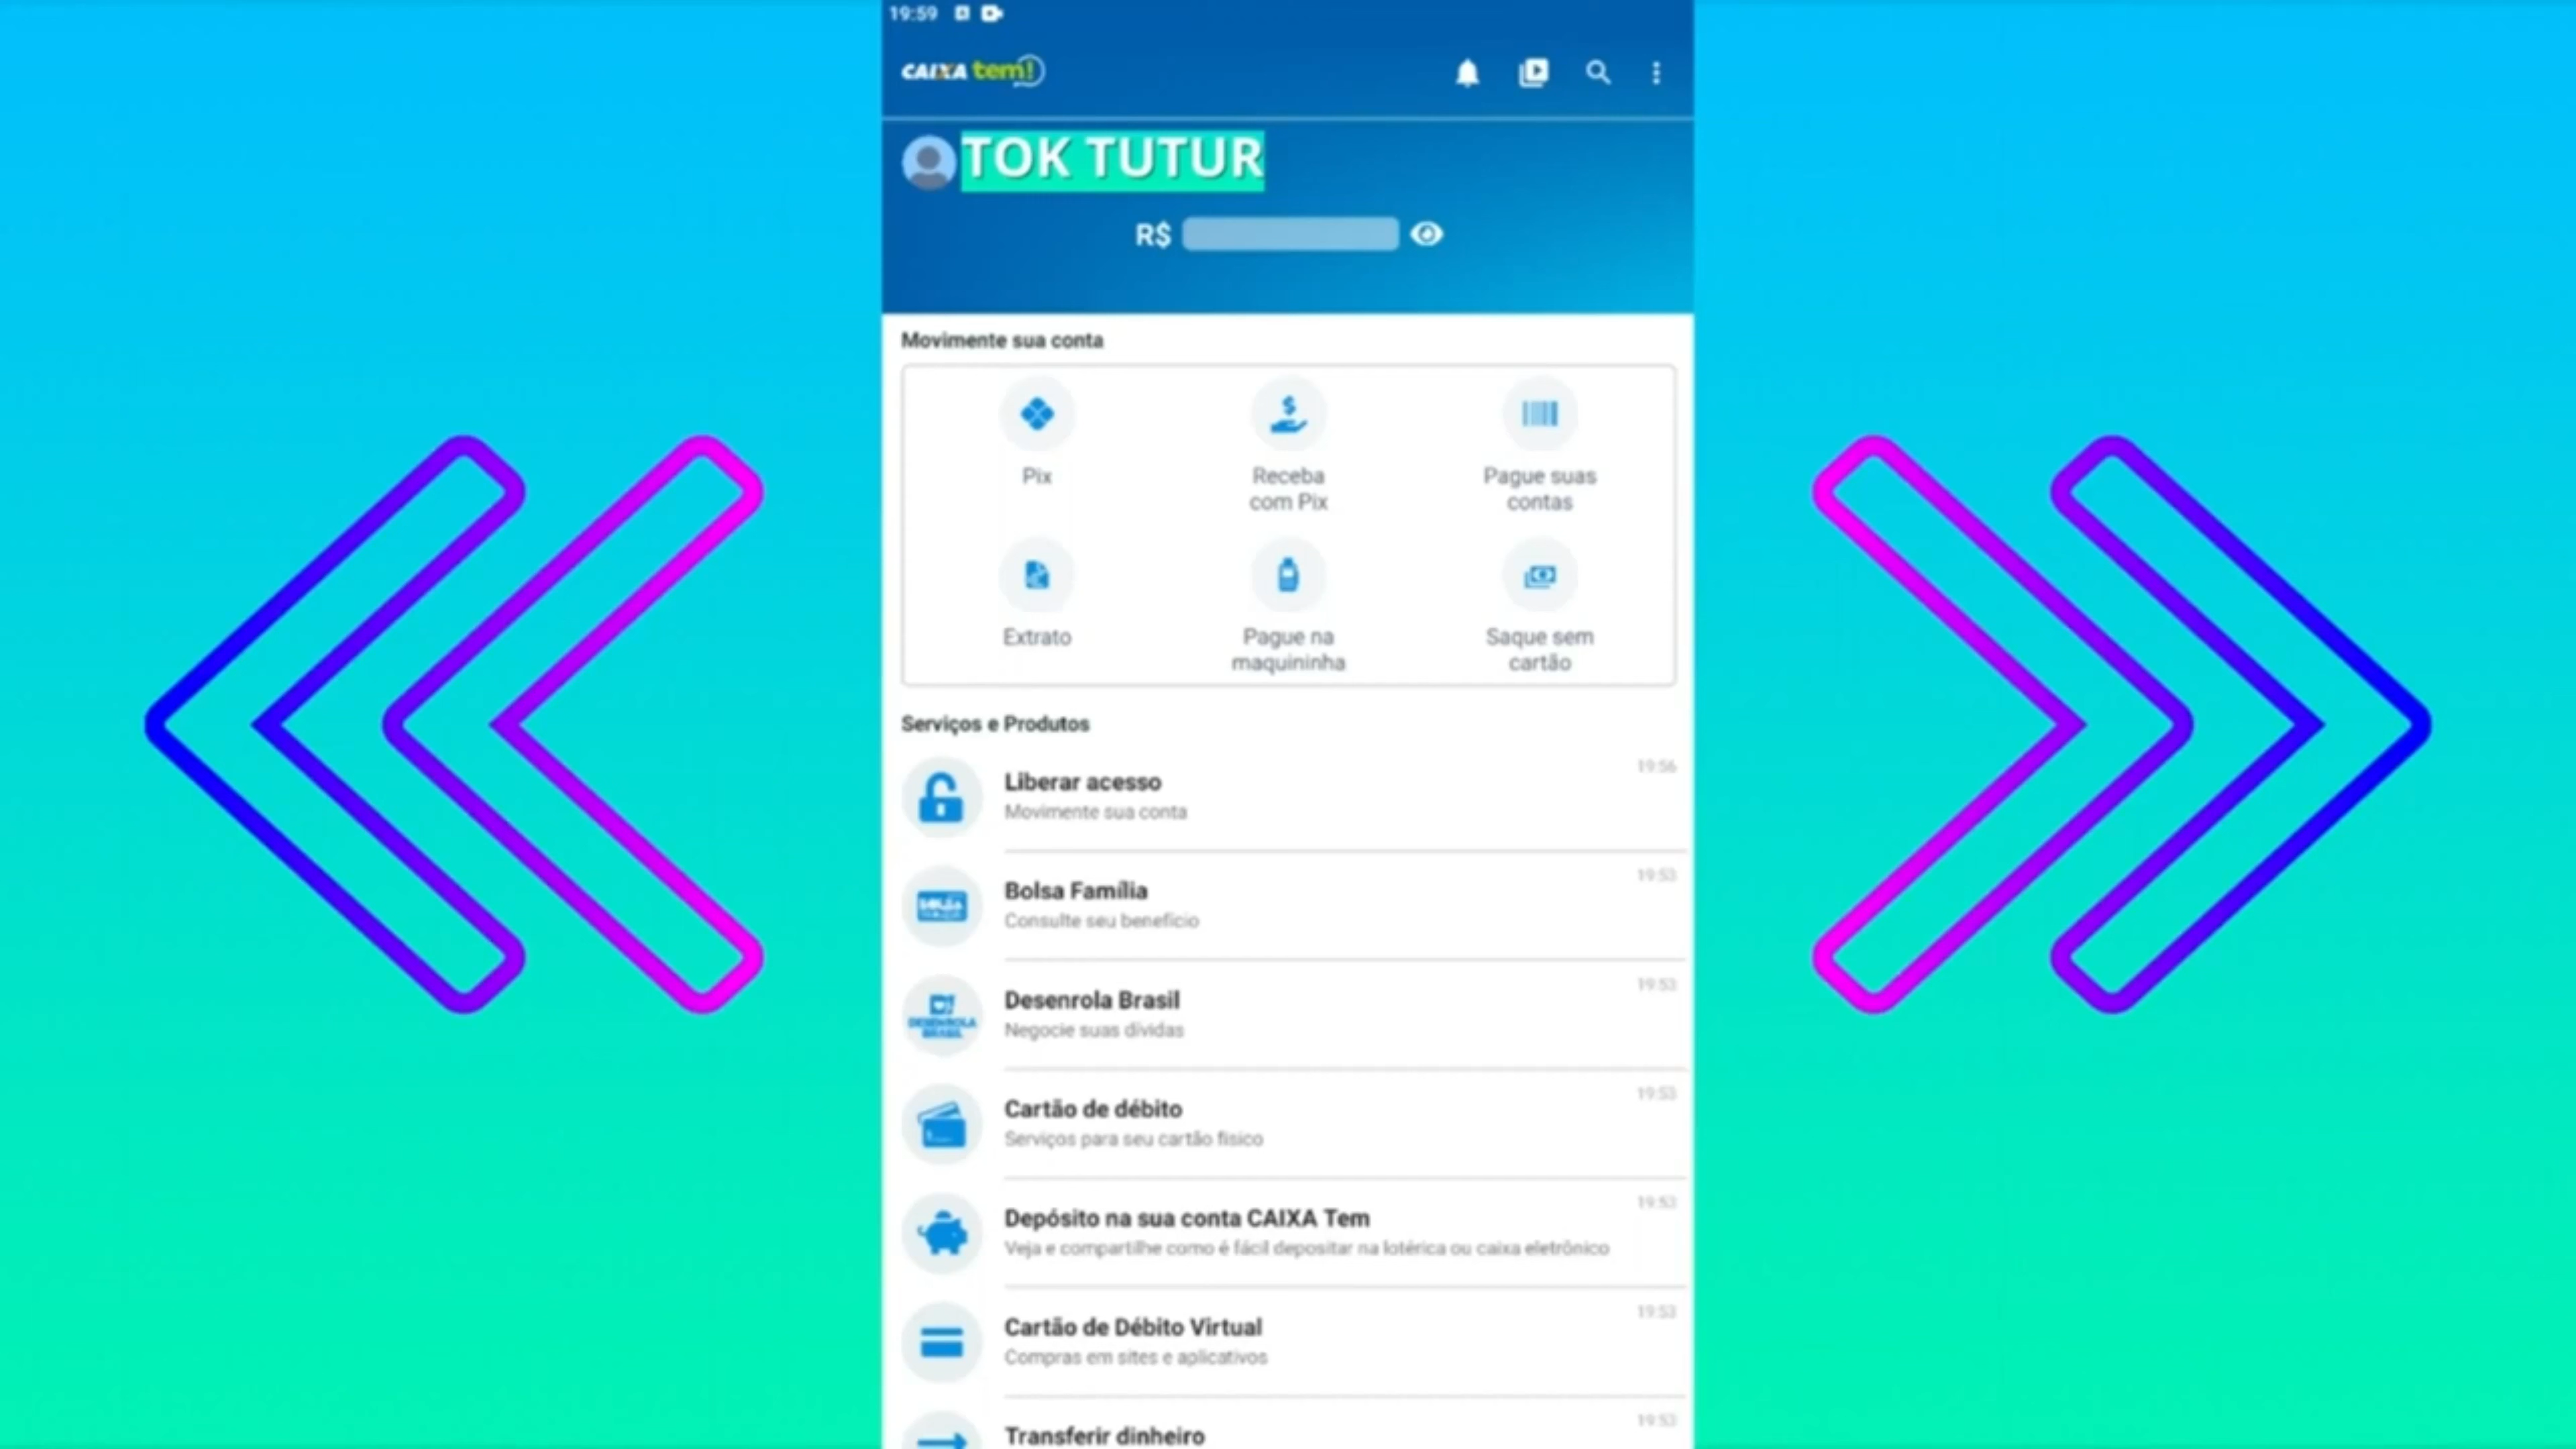 19:59
CAIXA tem!
TOK TUTUR
R$
Movimente sua conta
Pix
Receba
com Pix
Pague suas
contas
Extrato
Pague na
maquininha
Saque sem
cartão
Serviços e Produtos
Liberar acesso
19:56
Movimente sua conta
Bolsa Família
19:53
Consulte seu benefício
DESENROLA
BRASIL
Desenrola Brasil
19:53
Negocie suas dívidas
Cartão de débito
19:53
Serviços para seu cartão físico
Depósito na sua conta CAIXA Tem
19:53
Veja e compartilhe como é fácil depositar na lotérica ou caixa eletrônico
Cartão de Débito Virtual
19:53
Compras em sites e aplicativos
Transferir dinheiro
19:53